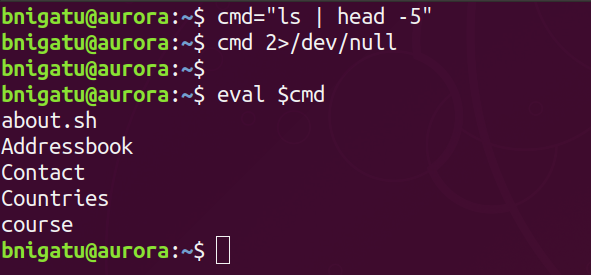 bnigatu@aurora:~$ cmd="ls | head -5"
bnigatu@aurora:~$ cmd 2>/dev/null
bnigatu@aurora:~$
bnigatu@aurora:~$ eval $cmd
about.sh
Addressbook
Contact
Countries
course
bnigatu@aurora:~$